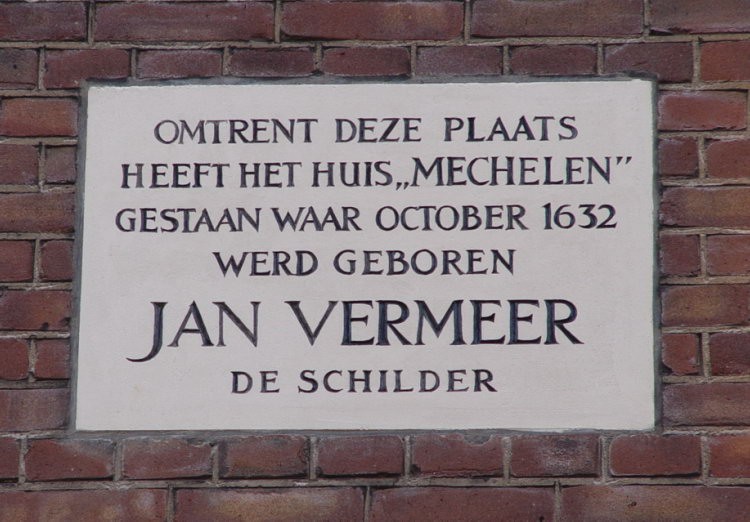 OMTRENT DEZE PLAATS
HEEFT HET HUIS „MECHELEN”
GESTAAN WAAR OCTOBER 1632
WERD GEBOREN
JAN VERMEER
DE SCHILDER